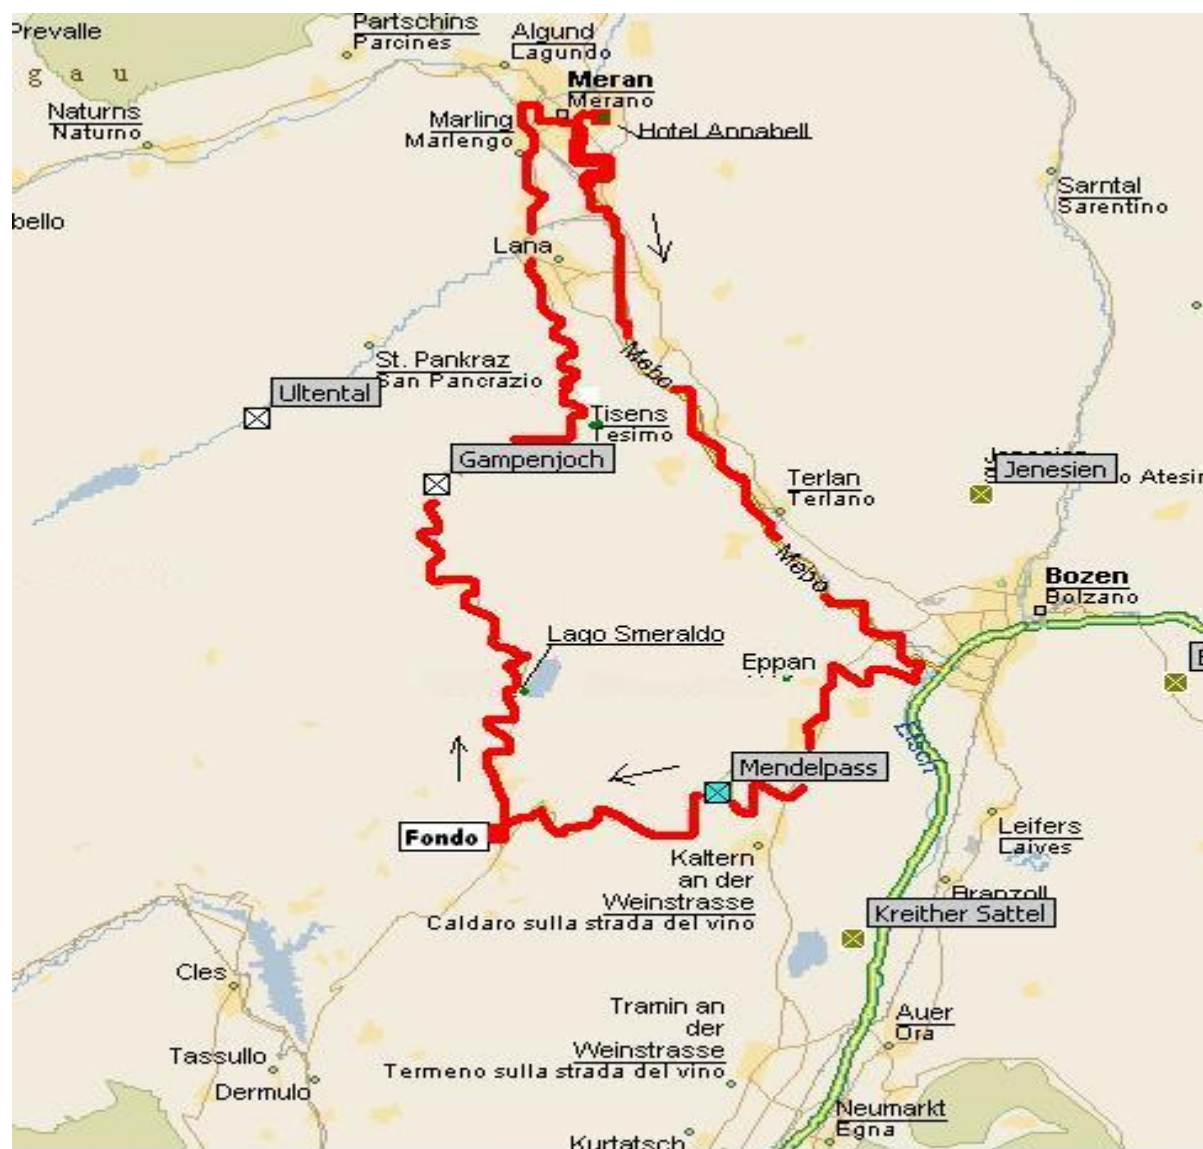 Prevalle
Partschins
Parcines
Algund
Lagundo
g a u
Meran
Merano
Naturns
Naturno
Marling
Marlengo
Hotel Annabell
Sarntal
Sarentino
bello
Lana
Mebo
St. Pankraz
San Pancrazio
Ultental
Tisens
Tesimo
Gampenjoch
Terlan
Terlano
Jenesien
o Atesir
Mebo
Bozen
Bolzano
Lago Smeraldo
Eppan
Etsch
Mendelpass
Fondo
Leifers
Laives
Kaltern
an der
Weinstrasse
Caldaro sulla strada del vino
Branzoll
Kreither Sattel
Cles
Tramin an
der
Weinstrasse
Termeno sulla strada del vino
Auer
Ora
Tassullo
Dermulo
Neumarkt
Egna
Kurtatsch